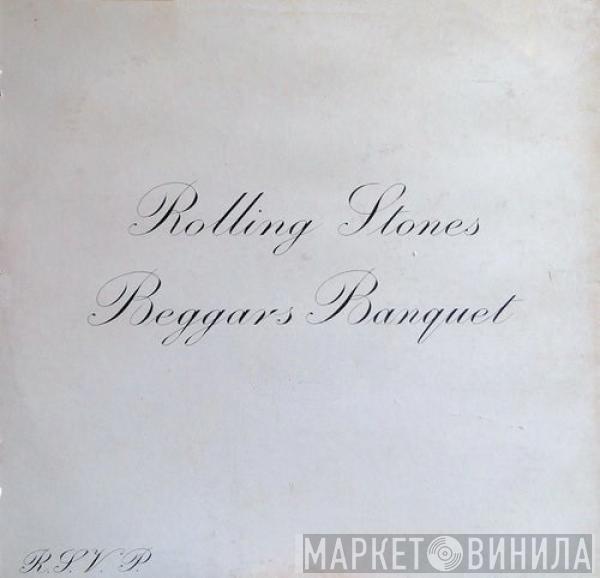 Rolling Stones
Beggars Banquet
R.S.V.P.
МАРКЕТ ВИНИЛА